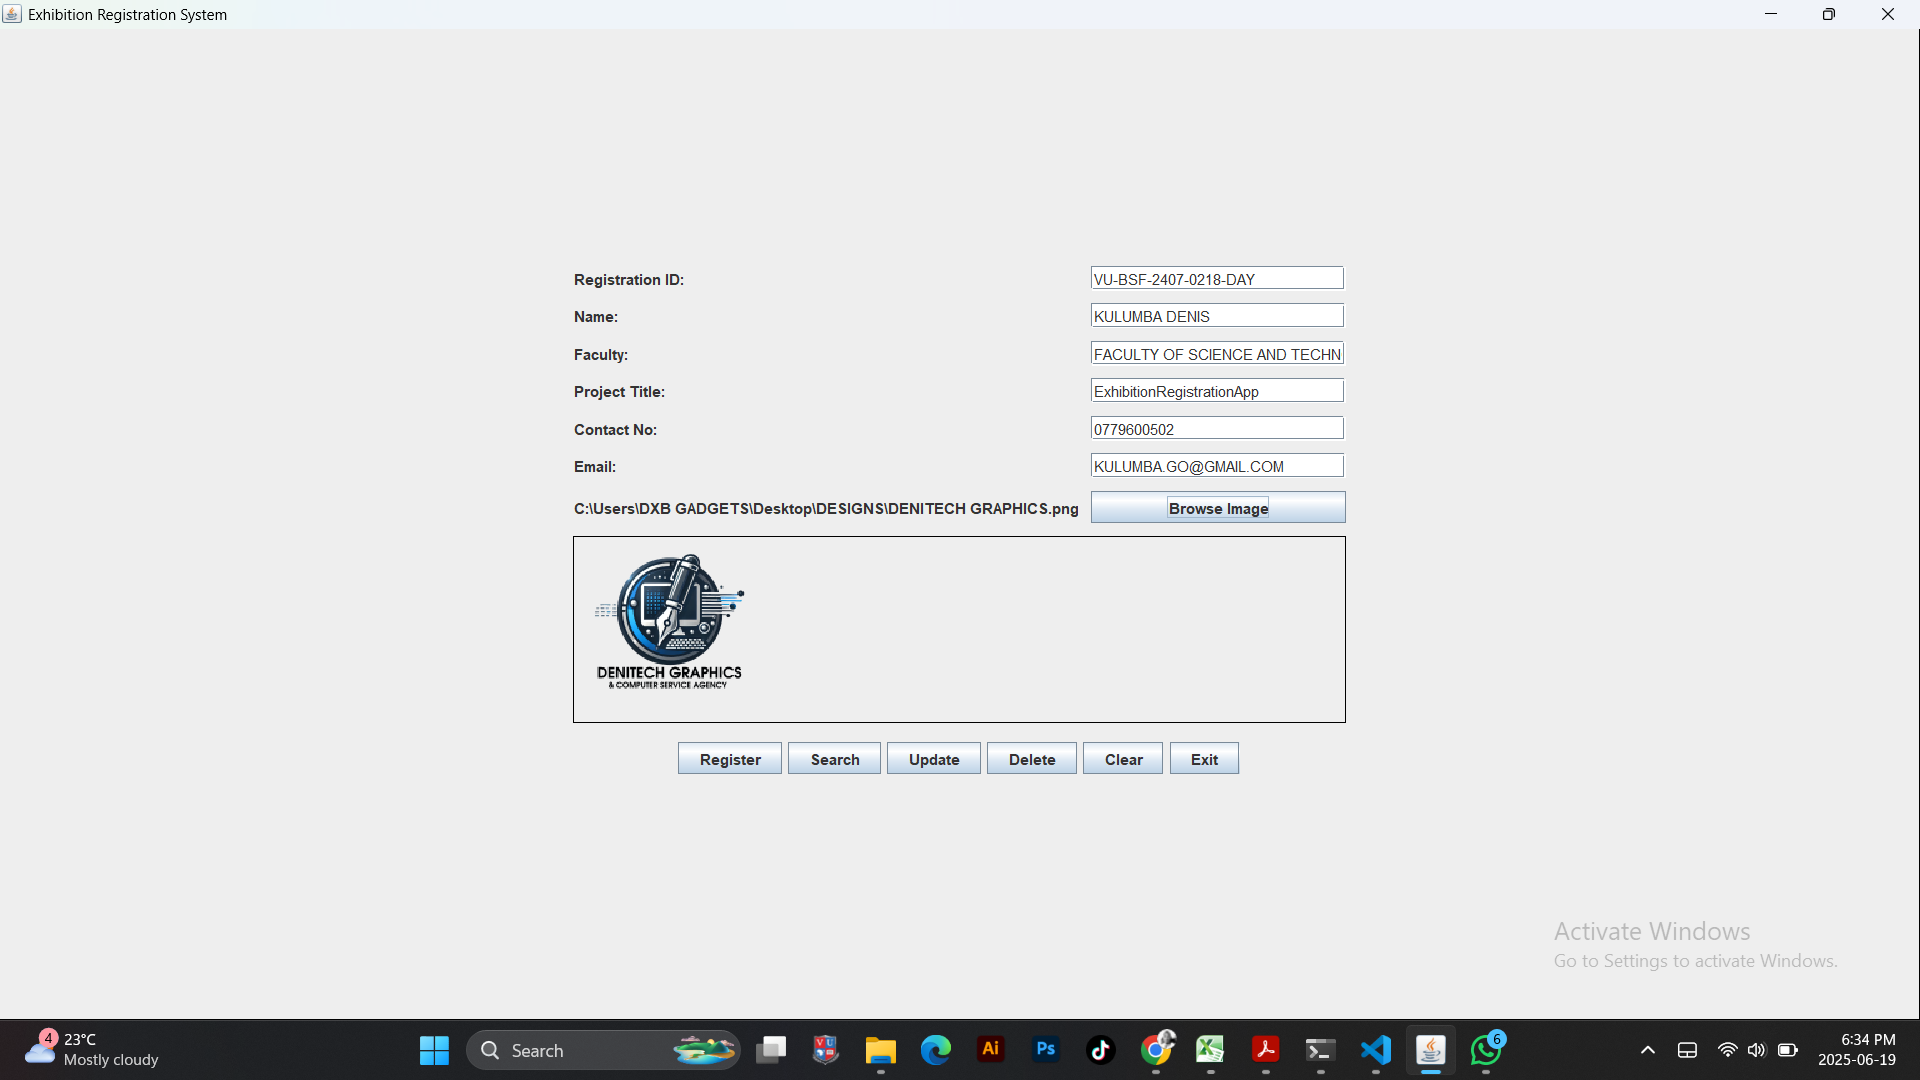 Exhibition Registration System
Registration ID:
VU-BSF-2407-0218-DAY
Name:
KULUMBA DENIS
Faculty:
FACULTY OF SCIENCE AND TECHN
Project Title:
ExhibitionRegistrationApp
Contact No:
0779600502
Email:
KULUMBA.GO@GMAIL.COM
C:\Users\DXB GADGETS\Desktop\DESIGNS\DENITECH GRAPHICS.png
Browse Image
DENITECH GRAPHICS
& COMPUTER SERVICE AGENCY
Register Search Update Delete Clear Exit
Activate Windows
Go to Settings to activate Windows.
4
23°C
Mostly cloudy
Search
VU
Ai
Ps
6
6:34 PM
2025-06-19